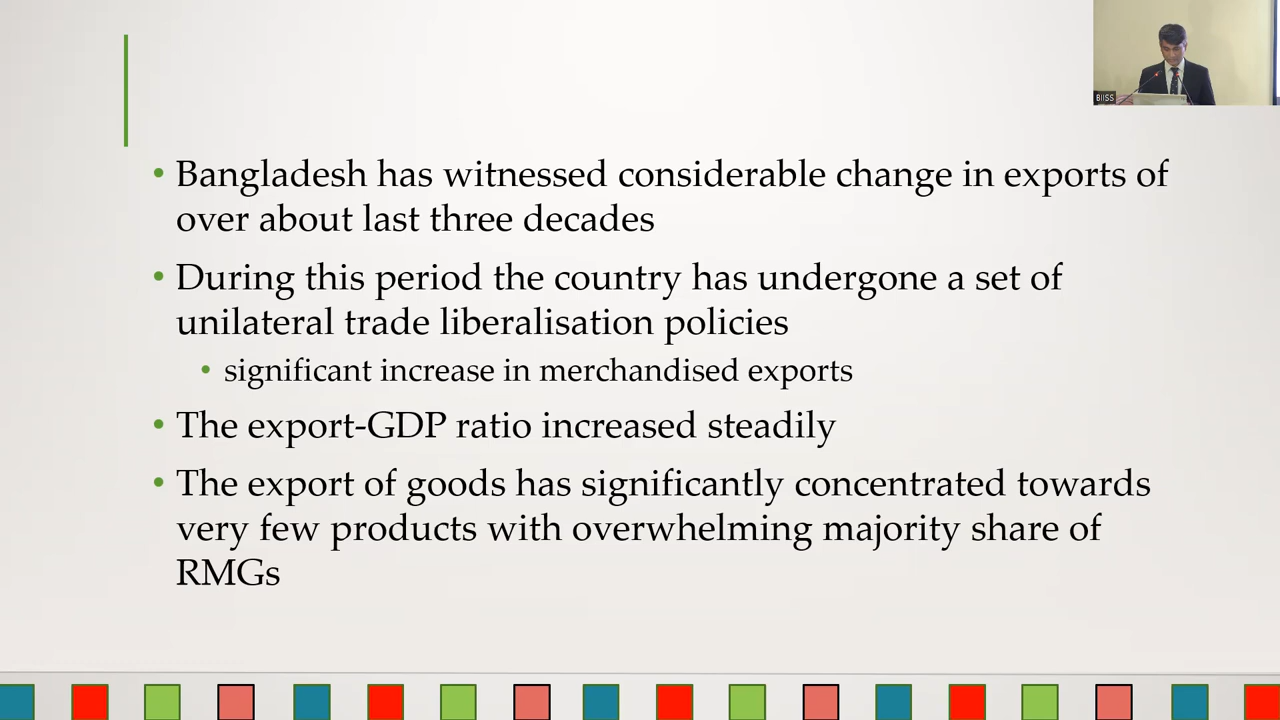 BIISS
• Bangladesh has witnessed considerable change in exports of
over about last three decades
• During this period the country has undergone a set of
unilateral trade liberalisation policies
• significant increase in merchandised exports
• The export-GDP ratio increased steadily
• The export of goods has significantly concentrated towards
very few products with overwhelming majority share of
RMGs